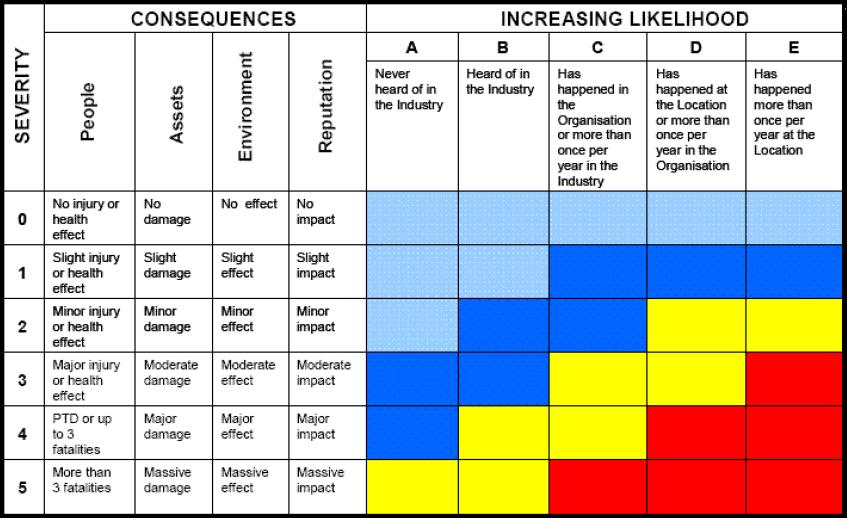 SEVERITY
CONSEQUENCES
INCREASING LIKELIHOOD
People
Assets
Environment
Reputation
A
B
C
D
E
Never
heard of in
the Industry
Heard of in
the Industry
Has
happened in
the
Organisation
or more than
once per
year in the
Industry
Has
happened at
the Location
or more than
once per
year in the
Organisation
Has
happened
more than
once per
year at the
Location
0
No injury or
health
effect
No
damage
No effect
No
impact
1
Slight injury
or health
effect
Slight
damage
Slight
effect
Slight
impact
2
Minor injury
or health
effect
Minor
damage
Minor
effect
Minor
impact
3
Major injury
or health
effect
Moderate
damage
Moderate
effect
Moderate
impact
4
PTD or up
to 3
fatalities
Major
damage
Major
effect
Major
impact
5
More than
3 fatalities
Massive
damage
Massive
effect
Massive
impact